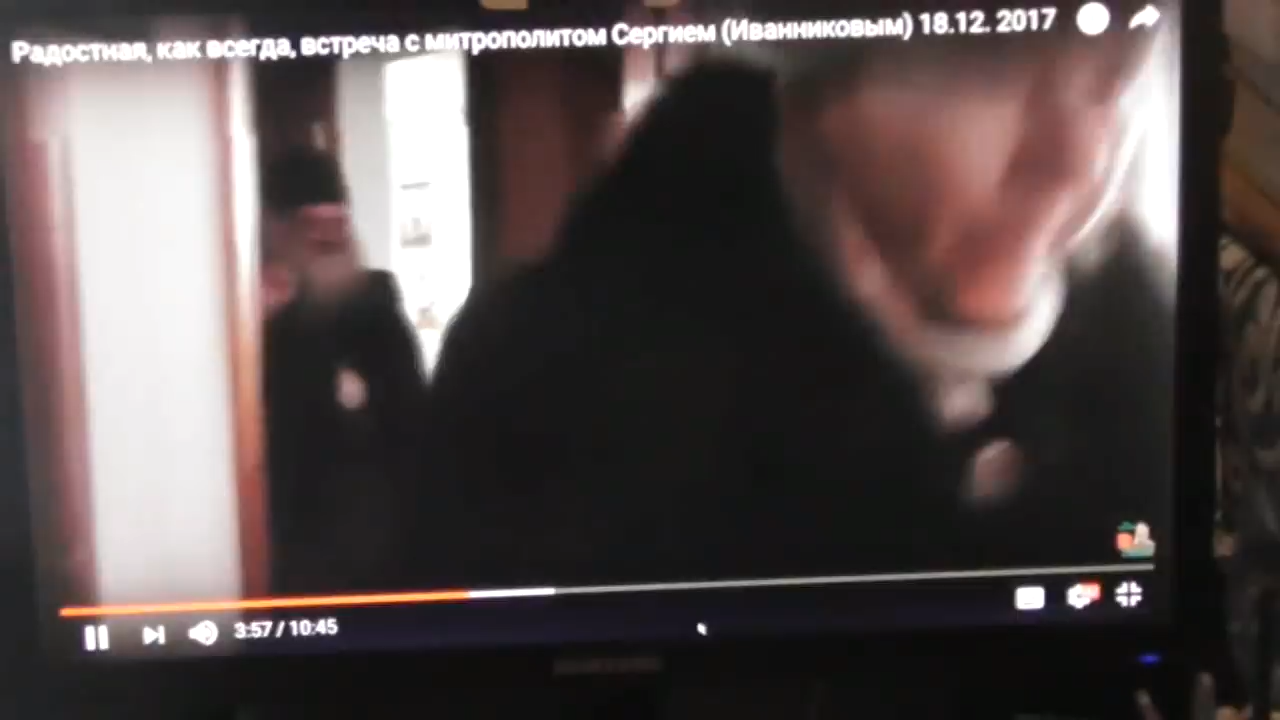 Радостная, как всегда, встреча с митрополитом Сергием (Иванниковым) 18.12. 2017
3:57 / 10:45